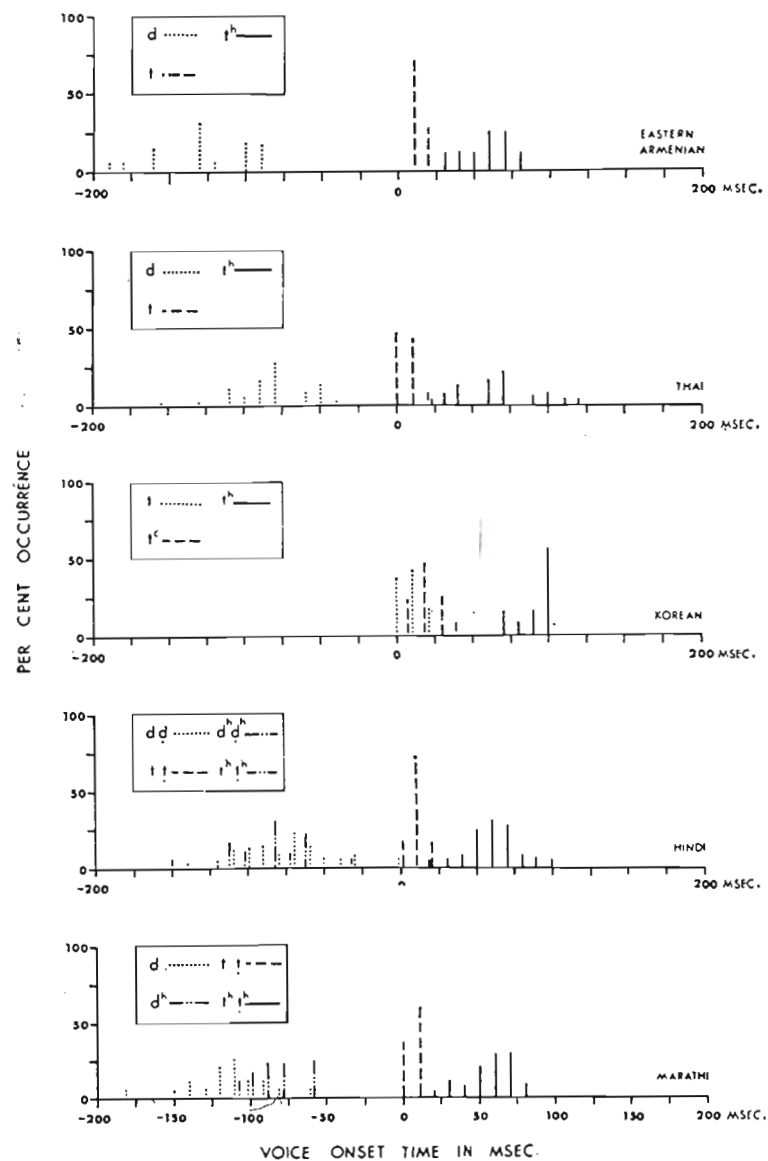 PER CENT OCCURRENCE
100
50
0
d tʰ
t
EASTERN
ARMENIAN
-200 0 200 MSEC.
100
50
0
d tʰ
t
THAI
-200 0 200 MSEC.
100
50
0
t tʰ
tᶜ
KOREAN
-200 0 200 MSEC.
100
50
0
d ḍ dʰ ḍʰ
t ṭ tʰ ṭʰ
HINDI
-200 0 200 MSEC.
100
50
0
d t ṭ
dʰ tʰ ṭʰ
MARATHI
-200 -150 -100 -50 0 50 100 150 200 MSEC.
VOICE ONSET TIME IN MSEC.